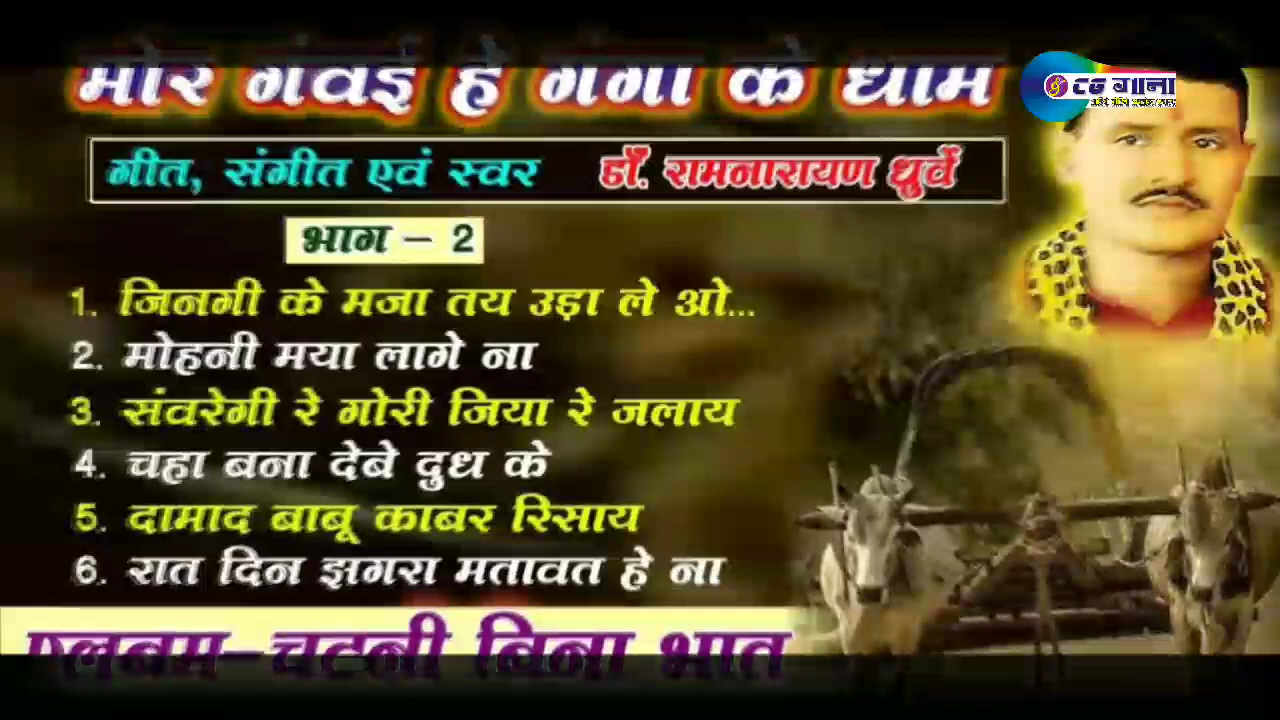 मोर गंवई हे गंगा के धाम
CG गाना
गीत, संगीत एवं स्वर डॉ. रामनारायण ध्रुर्वे
भाग – 2
1. जिनगी के मजा तय उड़ा ले ओ...
2. मोहनी मया लागे ना
3. संवरेगी रे गोरी जिया रे जलाय
4. चहा बना देबे दुध के
5. दामाद बाबू काबर रिसाय
6. रात दिन झगरा मतावत हे ना
एलबम–चटनी बिना भात